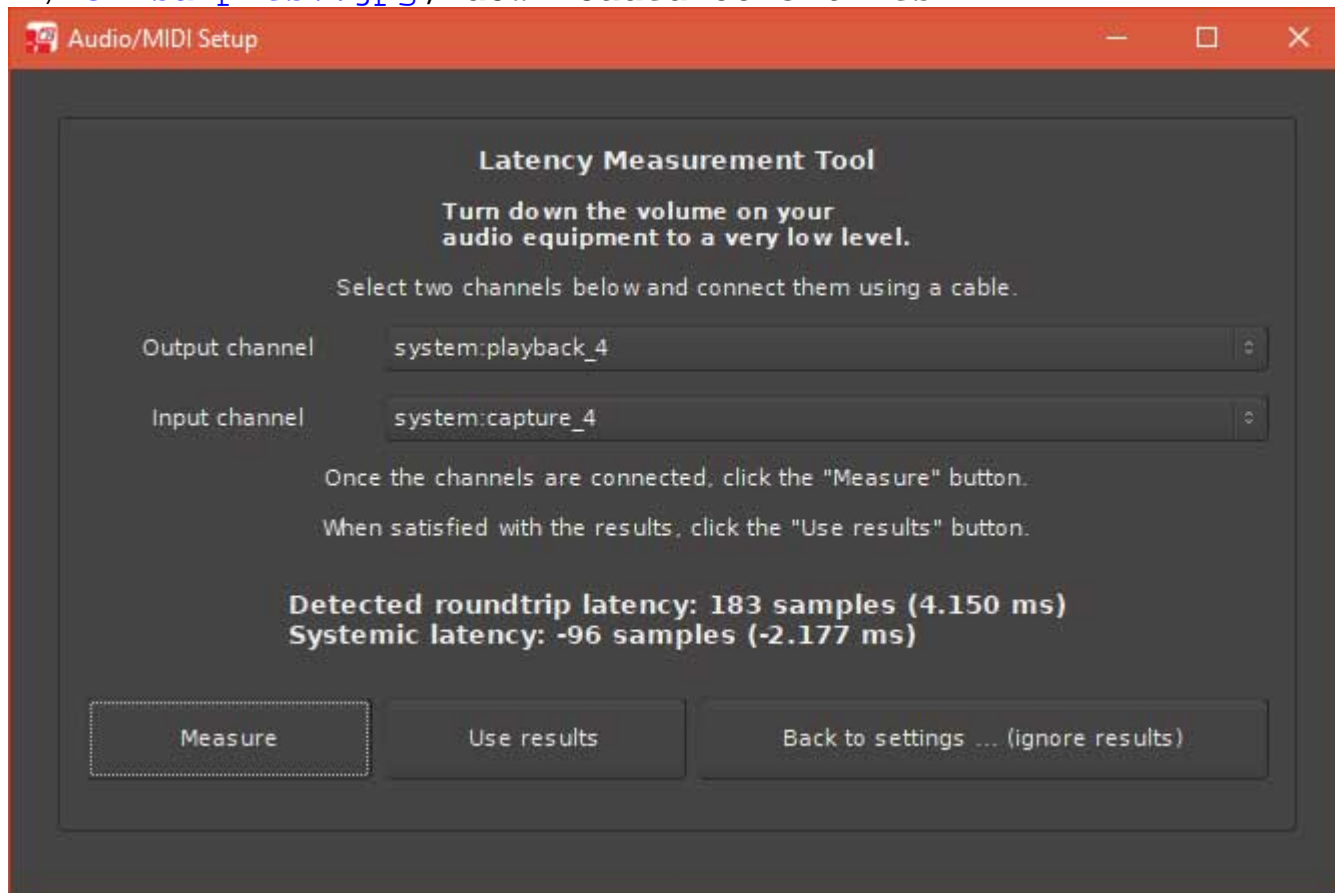 Audio/MIDI Setup
Latency Measurement Tool
Turn down the volume on your
audio equipment to a very low level.
Select two channels below and connect them using a cable.
Output channel system:playback_4
Input channel system:capture_4
Once the channels are connected, click the "Measure" button.
When satisfied with the results, click the "Use results" button.
Detected roundtrip latency: 183 samples (4.150 ms)
Systemic latency: -96 samples (-2.177 ms)
Measure Use results Back to settings ... (ignore results)